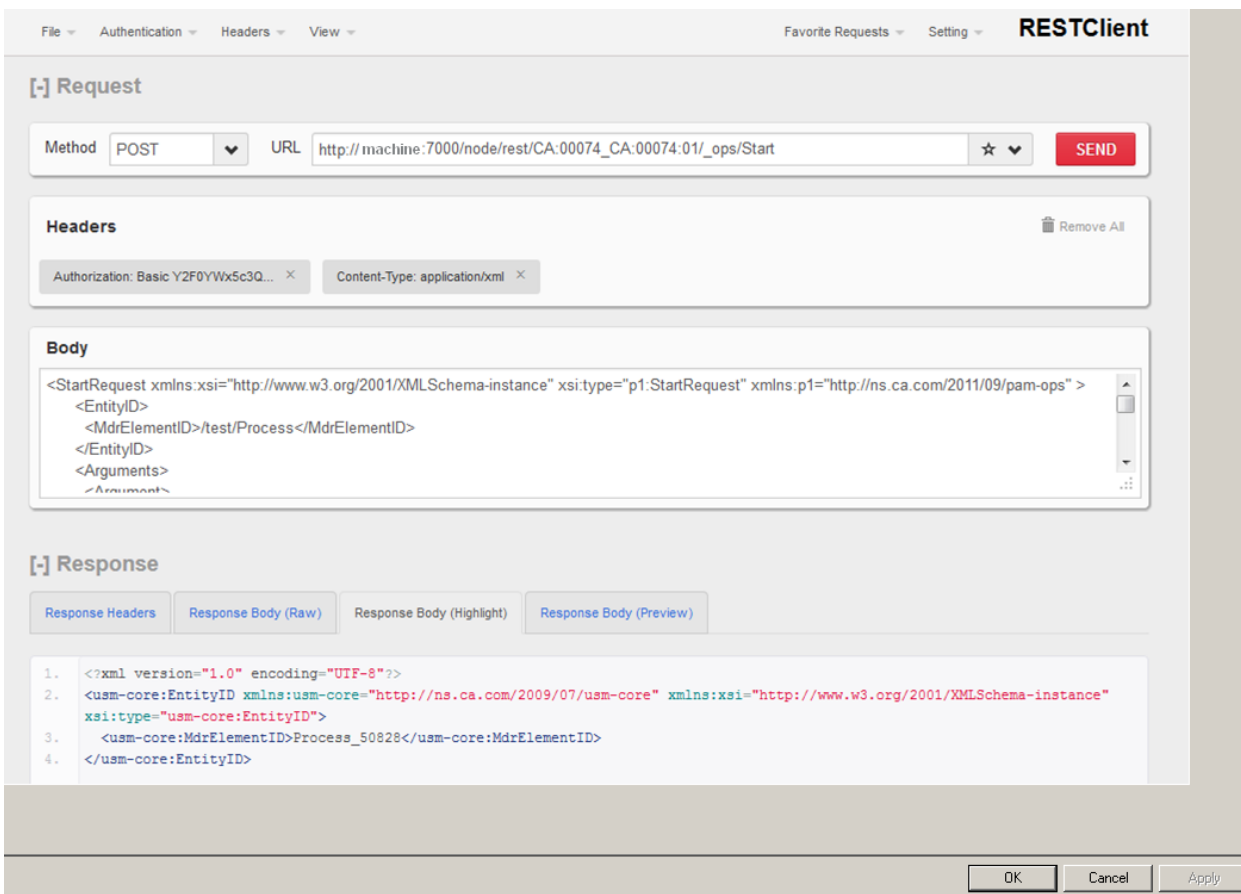 File Authentication Headers View Favorite Requests Setting RESTClient
[-] Request
Method POST URL http://machine:7000/node/rest/CA:00074_CA:00074:01/_ops/Start SEND
Headers Remove All
Authorization: Basic Y2F0YWx5c3Q... × Content-Type: application/xml ×
Body
<StartRequest xmlns:xsi="http://www.w3.org/2001/XMLSchema-instance" xsi:type="p1:StartRequest" xmlns:p1="http://ns.ca.com/2011/09/pam-ops" >
<EntityID>
<MdrElementID>/test/Process</MdrElementID>
</EntityID>
<Arguments>
<Argument>
[-] Response
Response Headers Response Body (Raw) Response Body (Highlight) Response Body (Preview)
1. <?xml version="1.0" encoding="UTF-8"?>
2. <usm-core:EntityID xmlns:usm-core="http://ns.ca.com/2009/07/usm-core" xmlns:xsi="http://www.w3.org/2001/XMLSchema-instance"
xsi:type="usm-core:EntityID">
3. <usm-core:MdrElementID>Process_50828</usm-core:MdrElementID>
4. </usm-core:EntityID>
OK Cancel Apply